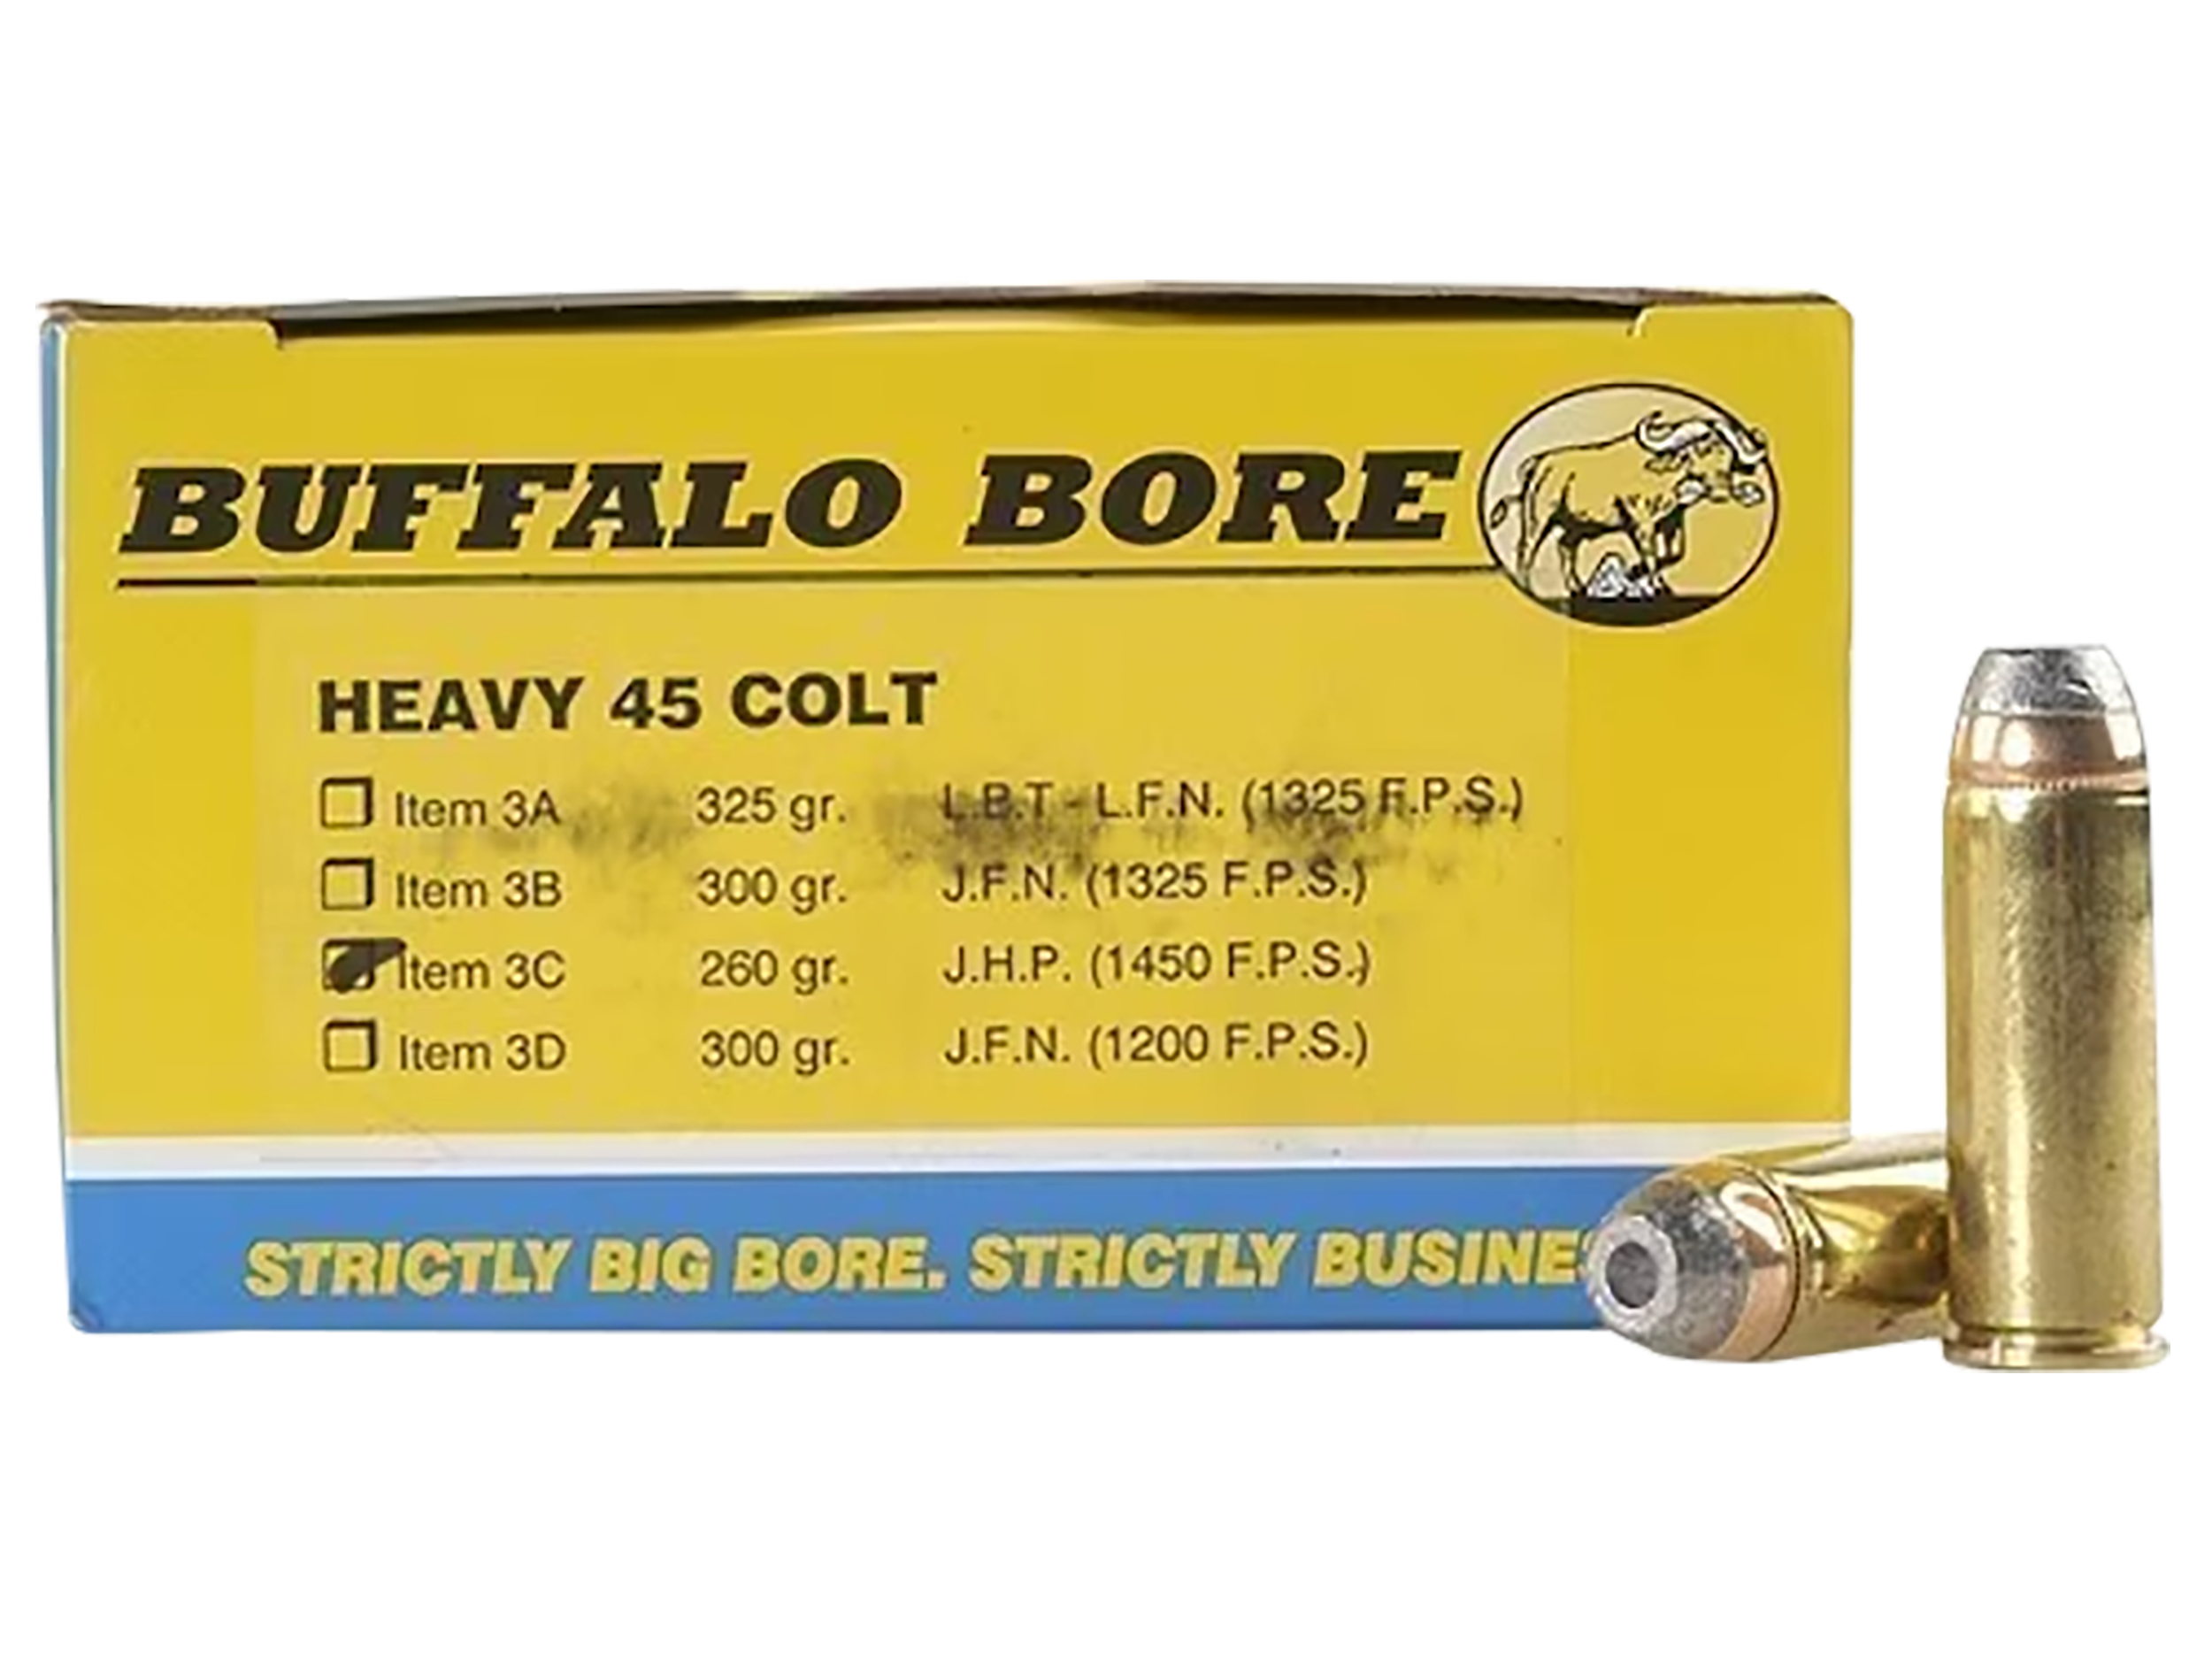 BUFFALO BORE
HEAVY 45 COLT
Item 3A 325 gr. L.B.T - L.F.N. (1325 F.P.S.)
Item 3B 300 gr. J.F.N. (1325 F.P.S.)
Item 3C 260 gr. J.H.P. (1450 F.P.S.)
Item 3D 300 gr. J.F.N. (1200 F.P.S.)
STRICTLY BIG BORE. STRICTLY BUSINES